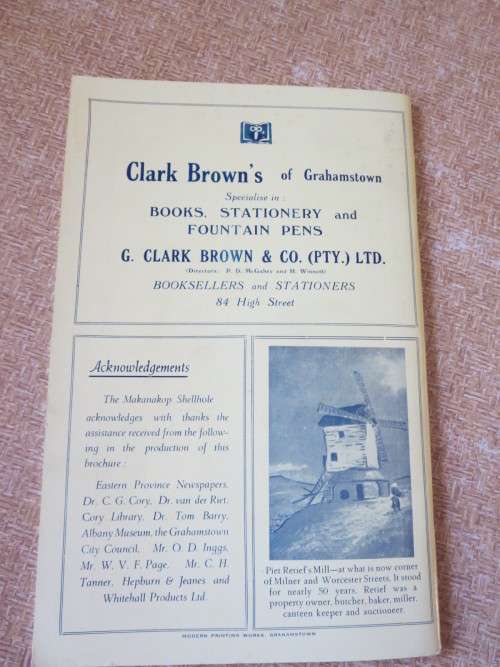 Clark Brown's of Grahamstown
Specialise in :
BOOKS, STATIONERY and
FOUNTAIN PENS
G. CLARK BROWN & CO. (PTY.) LTD.
(Directors: P. D. McGahey and H. Winnett)
BOOKSELLERS and STATIONERS
84 High Street
Acknowledgements
The Makanakop Shellhole
acknowledges with thanks the
assistance received from the follow-
ing in the production of this
brochure :
Eastern Province Newspapers,
Dr. C. G. Cory, Dr. van der Riet,
Cory Library, Dr. Tom Barry,
Albany Museum, the Grahamstown
City Council, Mr. O. D. Inggs,
Mr. W. V. F. Page, Mr. C. H.
Tanner, Hepburn & Jeanes and
Whitehall Products Ltd.
Piet Retief's Mill—at what is now corner
of Milner and Worcester Streets. It stood
for nearly 50 years. Retief was a
property owner, butcher, baker, miller,
canteen keeper and auctioneer.
MODERN PRINTING WORKS, GRAHAMSTOWN